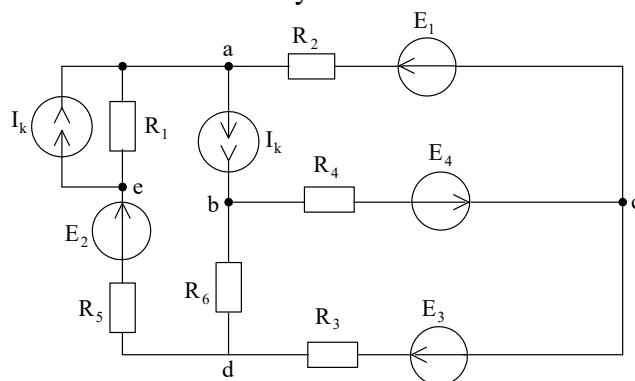 y
a
R₂
E₁
Iₖ
R₁
Iₖ
R₄
E₄
e
b
c
E₂
R₆
R₅
R₃
E₃
d